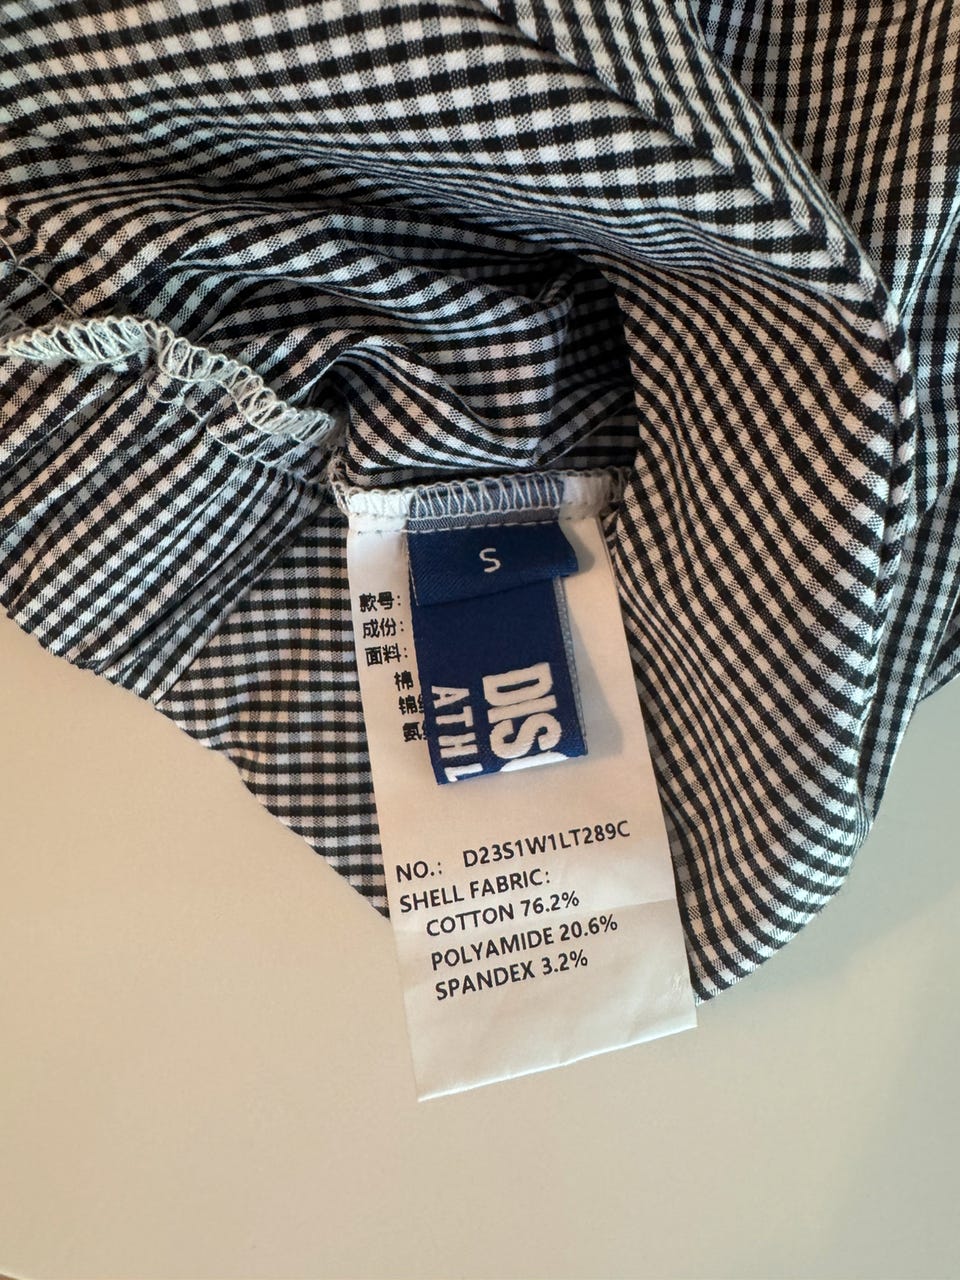 S
款号:
成份:
面料:
棉
DIS
ATHL
NO.: D23S1W1LT289C
SHELL FABRIC:
COTTON 76.2%
POLYAMIDE 20.6%
SPANDEX 3.2%